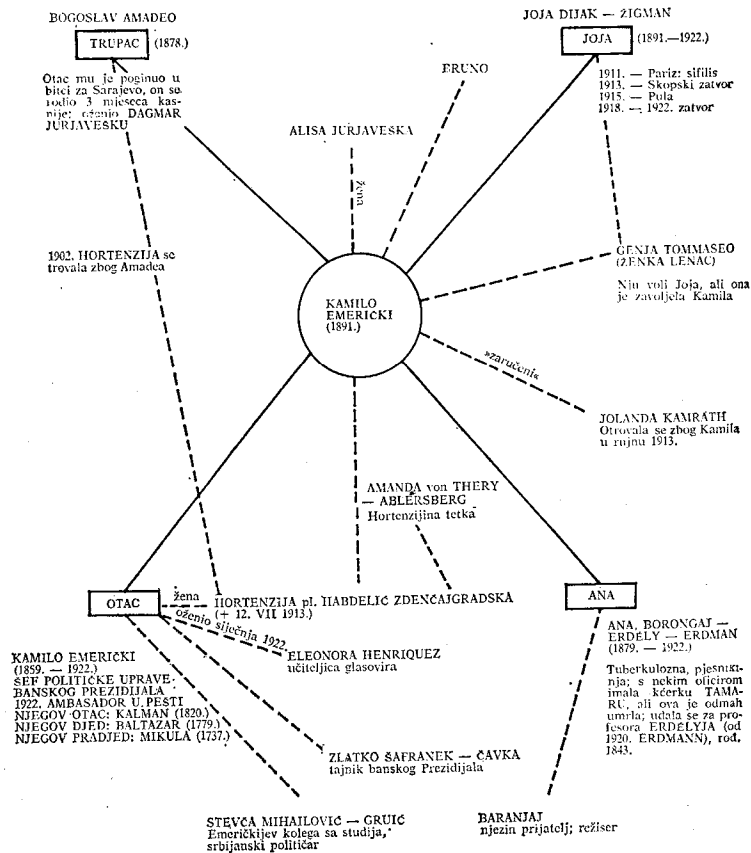 BOGOSLAV AMADEO
TRUPAC (1878.)
Otac mu je poginuo u
bitci za Sarajevo, on se
rodio 3 mjeseca kas-
nije; oženio DAGMAR
JURJAVESKU
JOJA DIJAK — ŽIGMAN
JOJA (1891.—1922.)
1911. — Pariz: sifilis
1913. — Skopski zatvor
1915. — Pula
1918. — 1922. zatvor
BRUNO
ALISA JURJAVESKA
žena
1902. HORTENZIJA se
trovala zbog Amadea
GENJA TOMMASEO
(ŽENKA LENAC)
Nju voli Joja, ali ona
je zavoljela Kamila
KAMILO
EMERIČKI
(1891.)
»zaručeni«
JOLANDA KAMRATH
Otrovala se zbog Kamila
u rujnu 1913.
AMANDA von THERY
— ABLERSBERG
Hortenzijina tetka
OTAC
žena
HORTENZIJA pl. HABDELIĆ ZDENČAJGRADSKA
(+ 12. VII 1913.)
oženio siječnja 1922.
ELEONORA HENRIQUEZ
učiteljica glasovira
KAMILO EMERIČKI
(1859. — 1922.)
ŠEF POLITIČKE UPRAVE
BANSKOG PREZIDIJALA
1922. AMBASADOR U PEŠTI
NJEGOV OTAC: KALMAN (1820.)
NJEGOV DJED: BALTAZAR (1779.)
NJEGOV PRADJED: MIKULA (1737.)
ANA
ANA, BORONGAJ —
ERDELY — ERDMAN
(1879. — 1922.)
Tuberkulozna, pjesniki-
nja; s nekim oficirom
imala kćerku TAMA-
RU, ali ova je odmah
umrla; udala se za pro-
fesora ERDELYJA (od
1920. ERDMANN), rođ.
1843.
ZLATKO ŠAFRANEK — ČAVKA
tajnik banskog Prezidijala
STEVČA MIHAILOVIĆ — GRUIĆ
Emeričkijev kolega sa studija,
srbijanski političar
BARANJAJ
njezin prijatelj; režiser